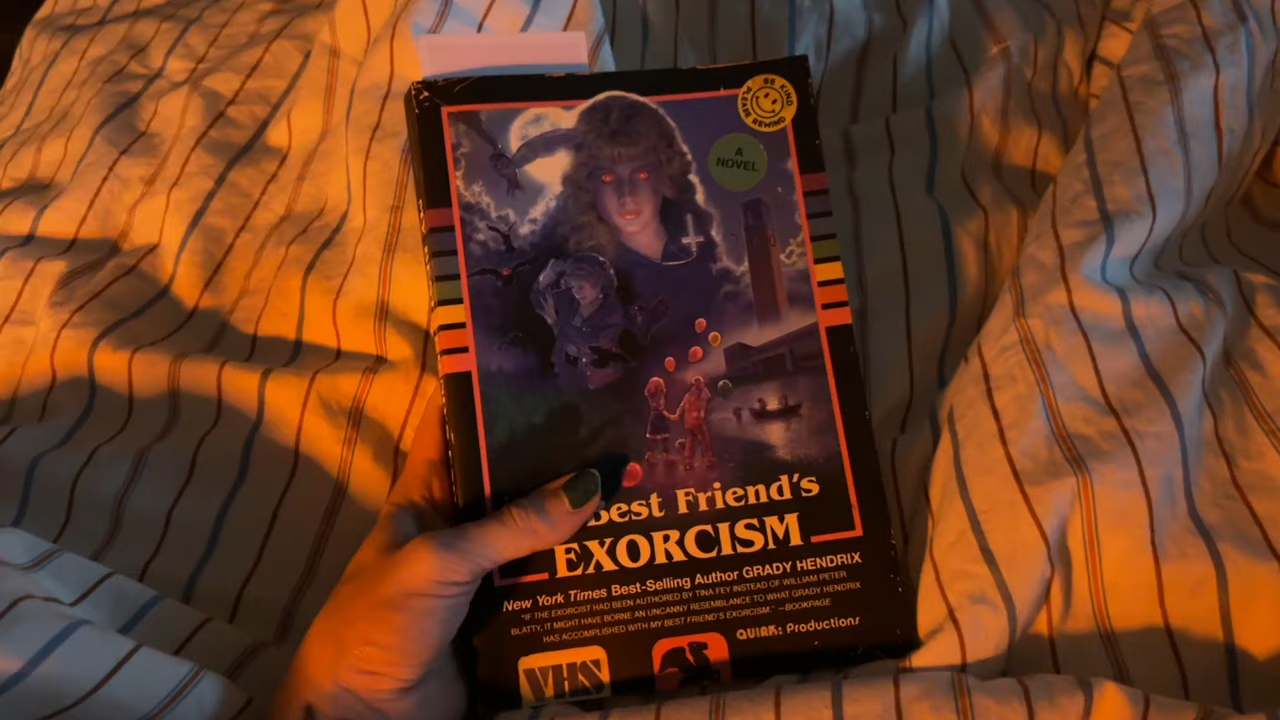 BE KIND
PLEASE REWIND
A
NOVEL
Best Friend's
EXORCISM
New York Times Best-Selling Author GRADY HENDRIX
"IF THE EXORCIST HAD BEEN AUTHORED BY TINA FEY INSTEAD OF WILLIAM PETER
BLATTY, IT MIGHT HAVE BORNE AN UNCANNY RESEMBLANCE TO WHAT GRADY HENDRIX
HAS ACCOMPLISHED WITH MY BEST FRIEND'S EXORCISM." —BOOKPAGE
VHS
QUIRK: Productions